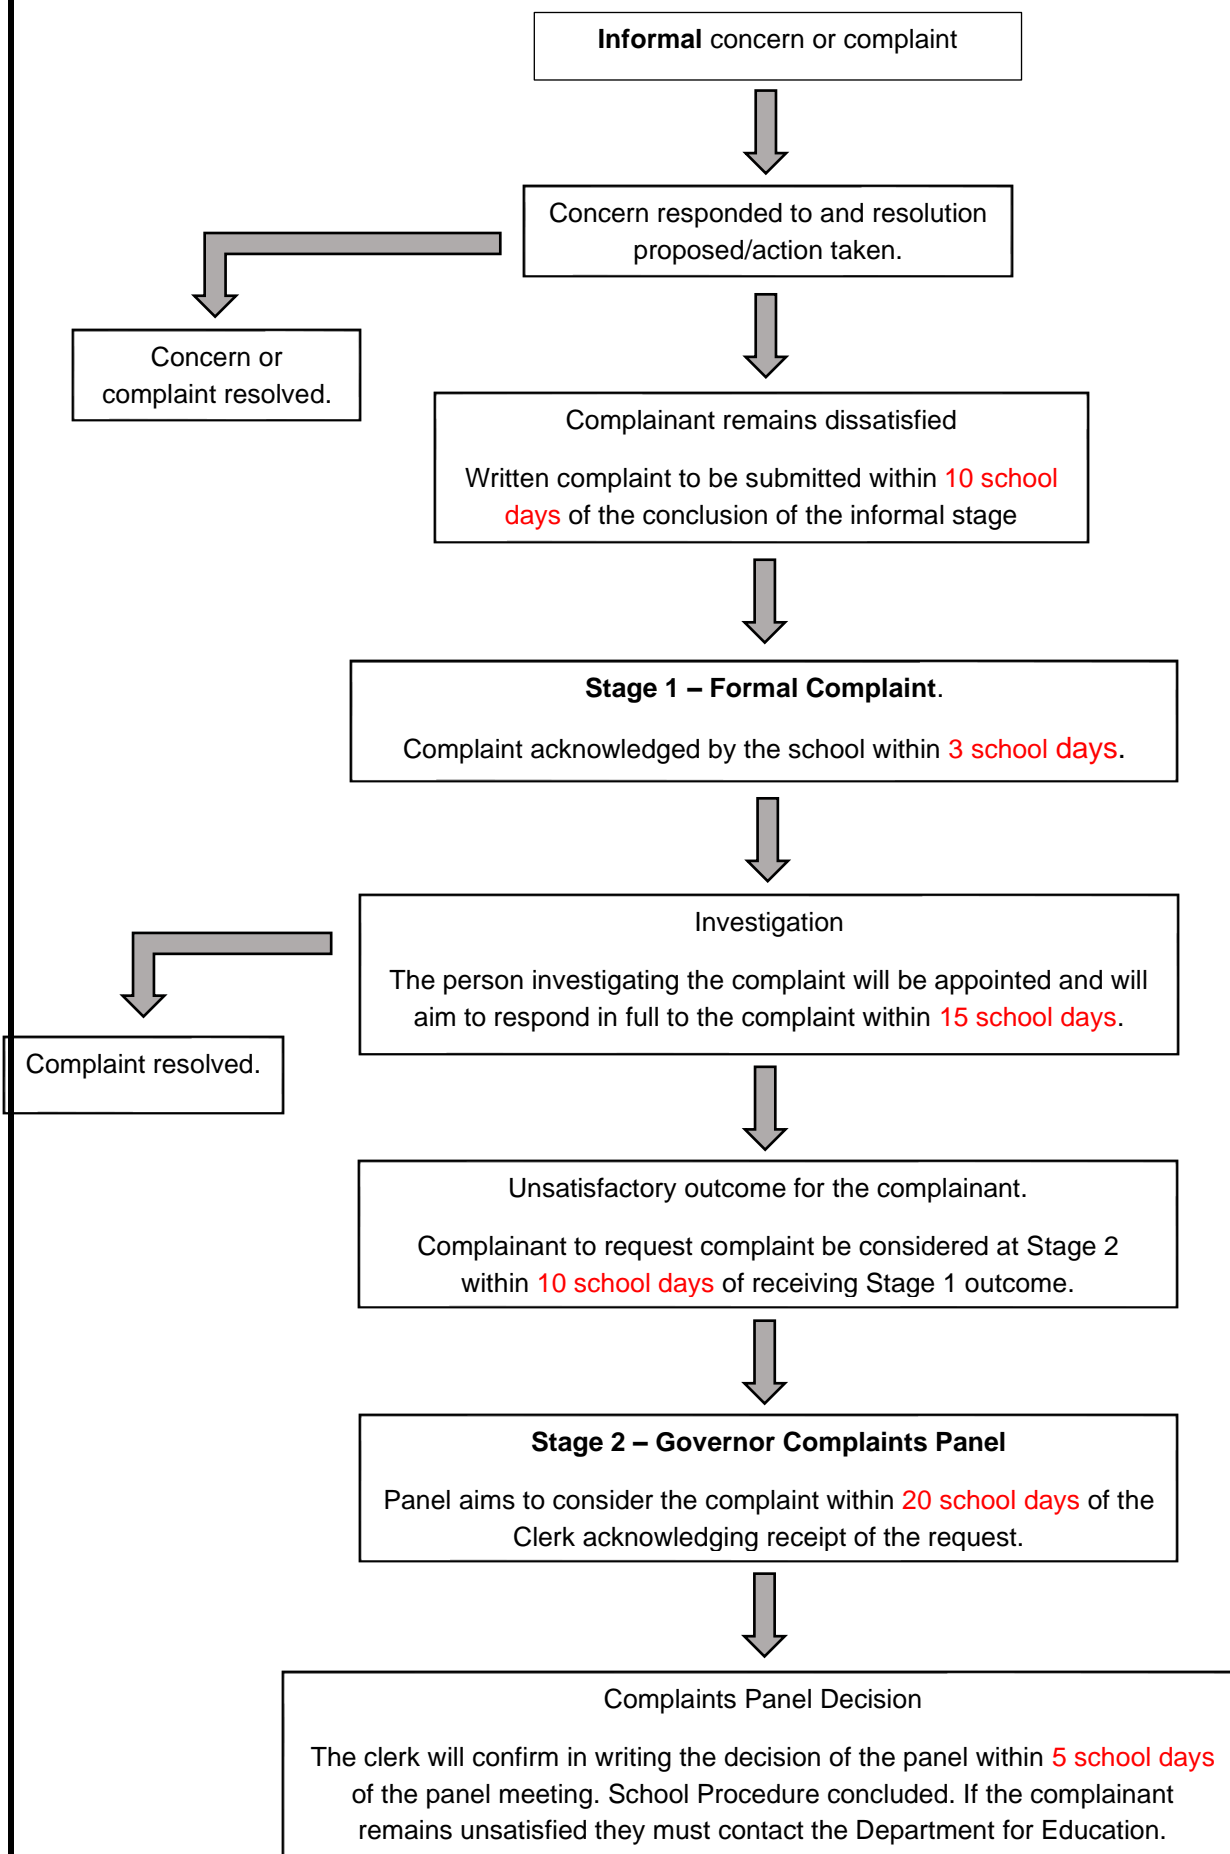 Informal concern or complaint
Concern responded to and resolution
proposed/action taken.
Concern or
complaint resolved.
Complainant remains dissatisfied
Written complaint to be submitted within 10 school
days of the conclusion of the informal stage
Stage 1 – Formal Complaint.
Complaint acknowledged by the school within 3 school days.
Investigation
The person investigating the complaint will be appointed and will
aim to respond in full to the complaint within 15 school days.
Complaint resolved.
Unsatisfactory outcome for the complainant.
Complainant to request complaint be considered at Stage 2
within 10 school days of receiving Stage 1 outcome.
Stage 2 – Governor Complaints Panel
Panel aims to consider the complaint within 20 school days of the
Clerk acknowledging receipt of the request.
Complaints Panel Decision
The clerk will confirm in writing the decision of the panel within 5 school days
of the panel meeting. School Procedure concluded. If the complainant
remains unsatisfied they must contact the Department for Education.